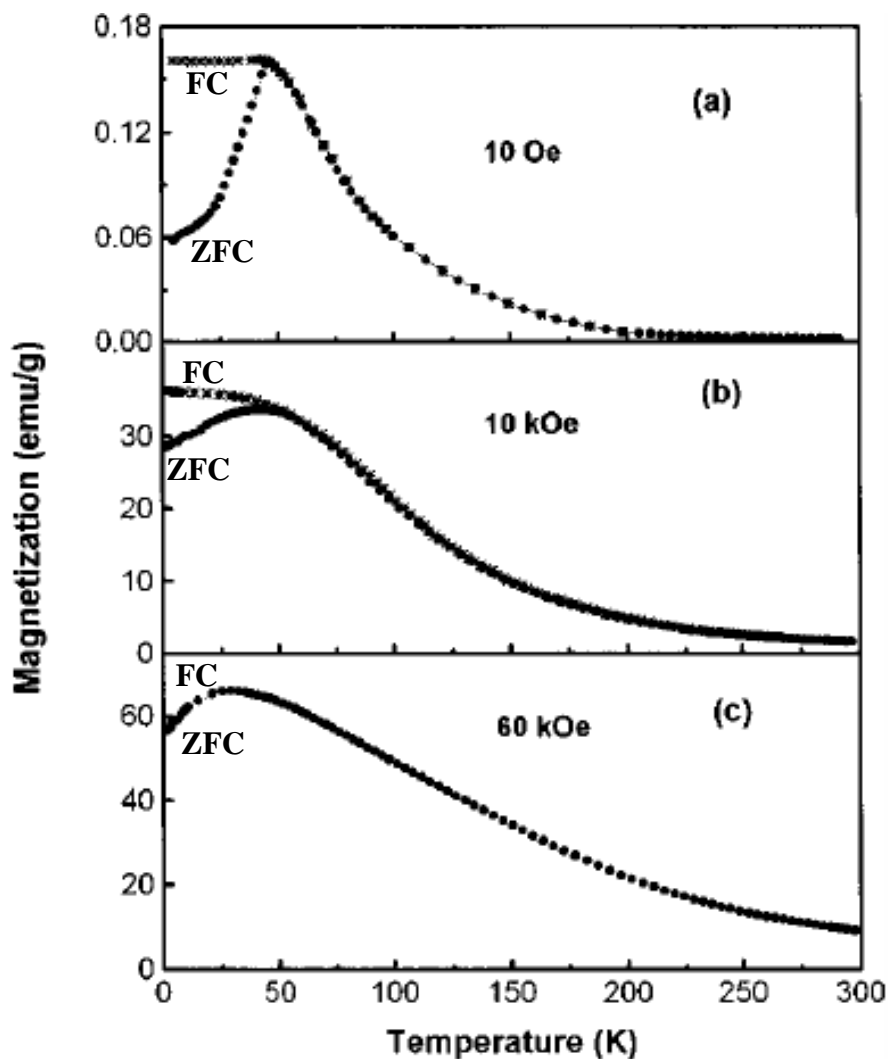 0.18
FC
(a)
0.12
10 Oe
0.06
ZFC
0.00
FC
(b)
30
10 kOe
ZFC
20
10
0
FC
(c)
60
60 kOe
ZFC
40
20
0
0 50 100 150 200 250 300
Temperature (K)
Magnetization (emu/g)